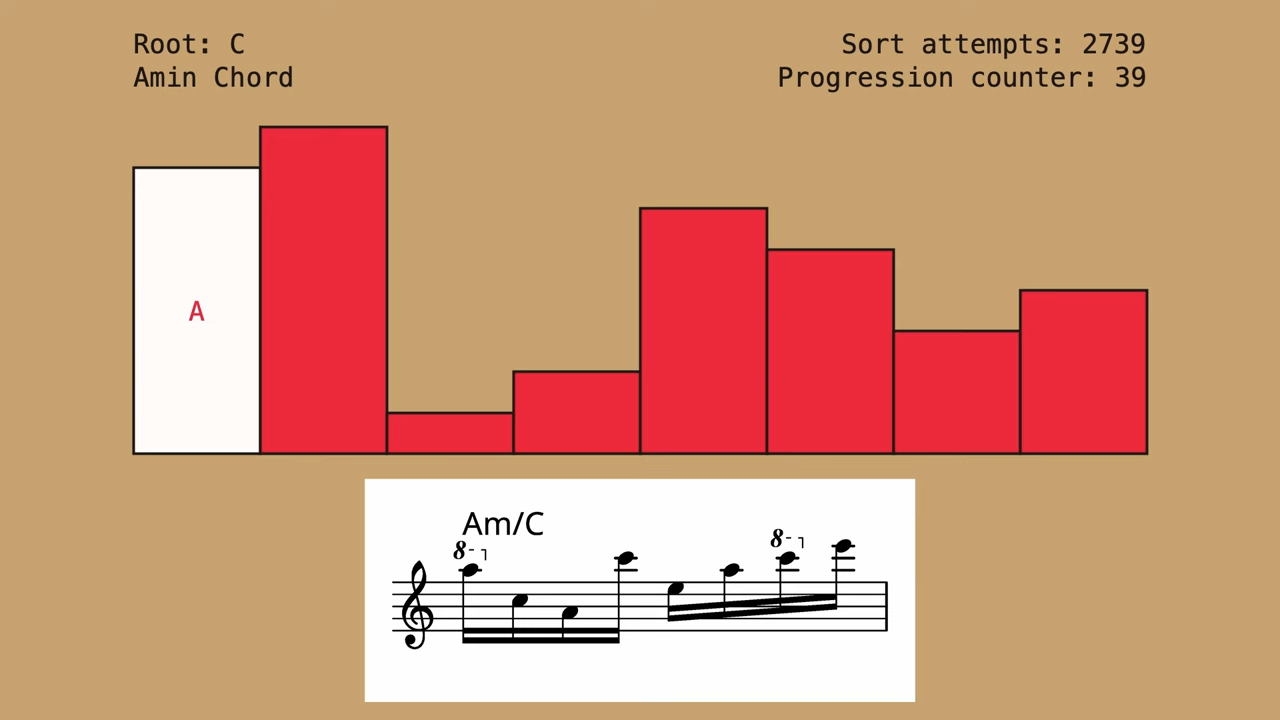 Root: C
Amin Chord
Sort attempts: 2739
Progression counter: 39
A
Am/C
8
8